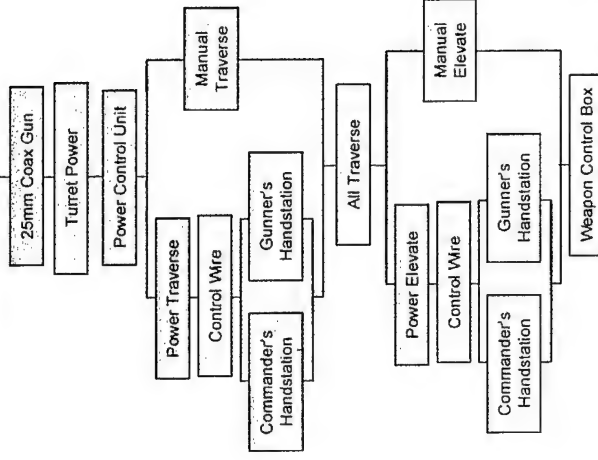 25mm Coax Gun
Turret Power
Power Control Unit
Power Traverse
Manual
Traverse
Control Wire
Commander's
Handstation
Gunner's
Handstation
All Traverse
Power Elevate
Manual
Elevate
Control Wire
Commander's
Handstation
Gunner's
Handstation
Weapon Control Box